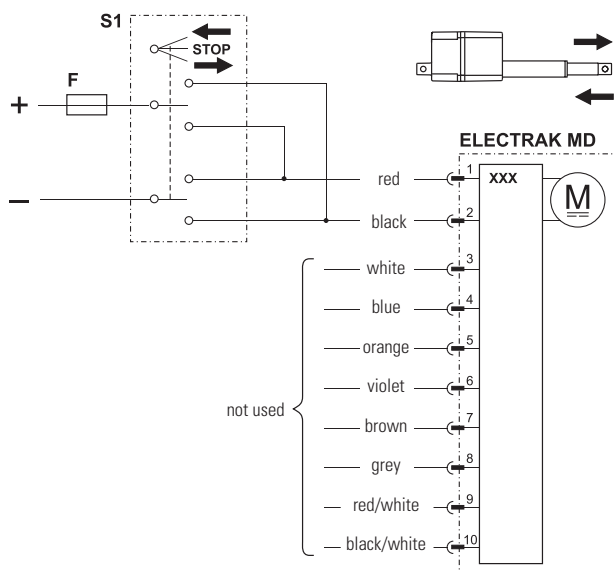 S1
STOP
F
+
–
ELECTRAK MD
red
1
XXX
M
black
2
white
3
blue
4
orange
5
violet
6
not used
brown
7
grey
8
red/white
9
black/white
10